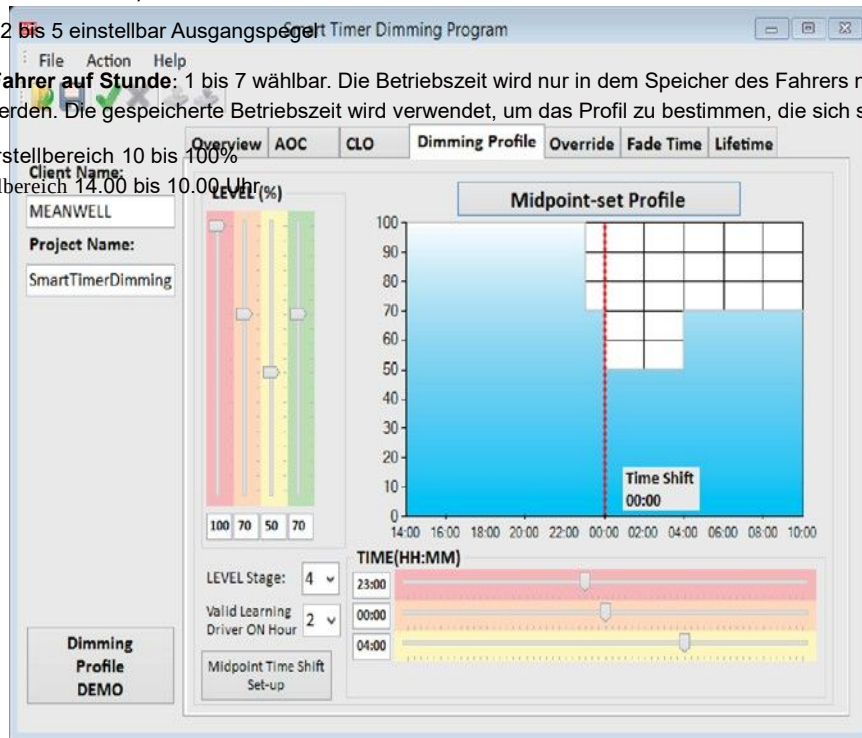 2 bis 5 einstellbar Ausgangspegel
Smart Timer Dimming Program
File Action Help
Fahrer auf Stunde: 1 bis 7 wählbar. Die Betriebszeit wird nur in dem Speicher des Fahrers
erden. Die gespeicherte Betriebszeit wird verwendet, um das Profil zu bestimmen, die sich
rstellbereich 10 bis 100%
lbereich 14.00 bis 10.00 Uhr
Overview AOC CLO Dimming Profile Override Fade Time Lifetime
Client Name:
MEANWELL
Project Name:
SmartTimerDimming
LEVEL (%)
Midpoint-set Profile
100
90
80
70
60
50
40
30
20
10
0
Time Shift
00:00
14:00 16:00 18:00 20:00 22:00 00:00 02:00 04:00 06:00 08:00 10:00
100 70 50 70
TIME(HH:MM)
LEVEL Stage: 4
23:00
Valid Learning
Driver ON Hour 2
00:00
04:00
Midpoint Time Shift
Set-up
Dimming
Profile
DEMO